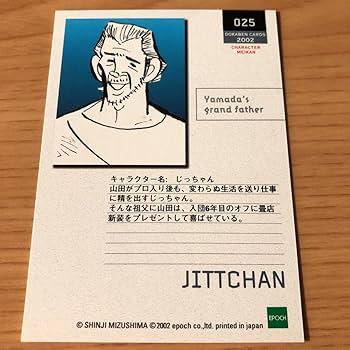 025
DOKABEN CARDS
2002
CHARACTER
MEIKAN
Yamada's
grand father
キャラクター名: じっちゃん
山田がプロ入り後も、変わらぬ生活を送り仕事
に精を出すじっちゃん。
そんな祖父に山田は、入団6年目のオフに畳店
新装をプレゼントして喜ばせている。
JITTCHAN
© SHINJI MIZUSHIMA ©2002 epoch co.,ltd. printed in japan
EPOCH